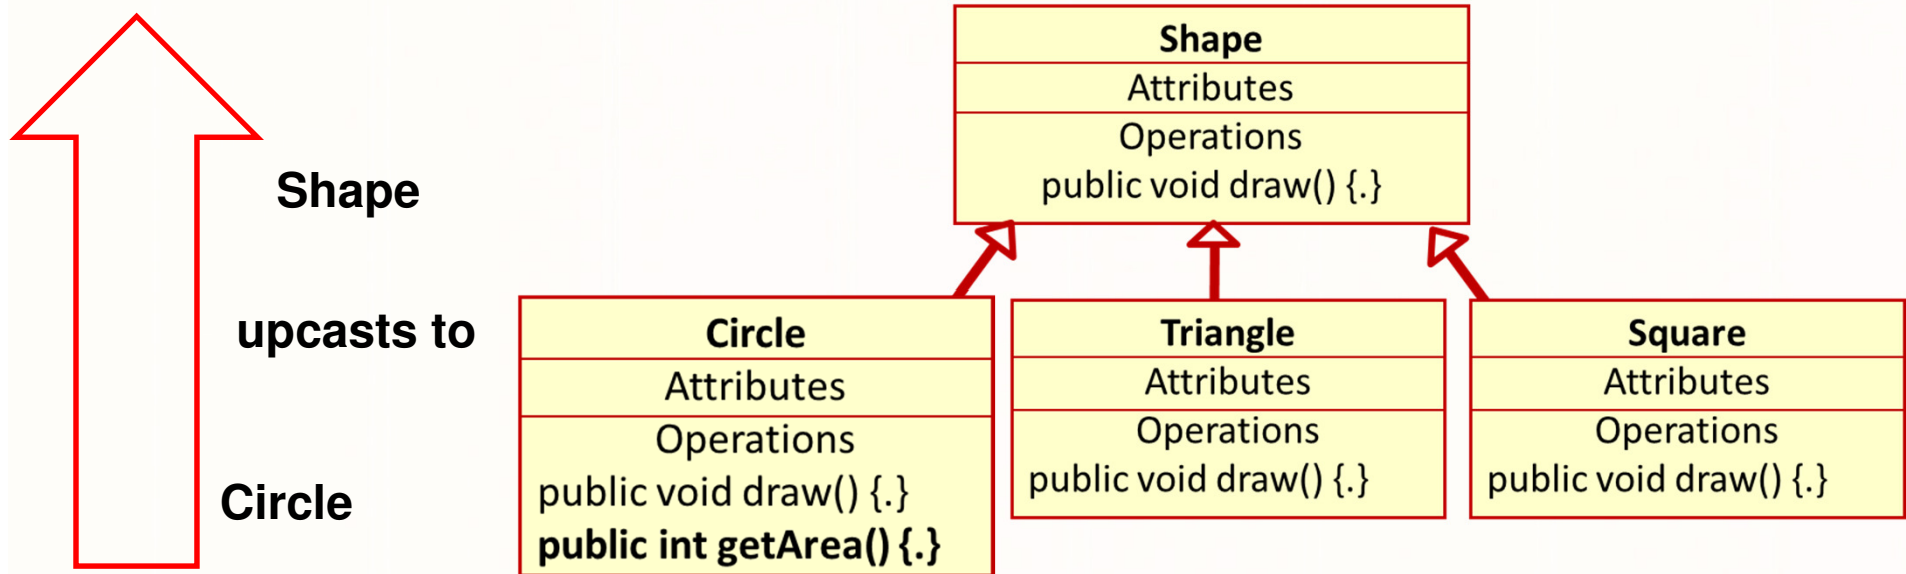 Shape
upcasts to
Circle
Shape
Attributes
Operations
public void draw() {.}
Circle
Attributes
Operations
public void draw() {.}
public int getArea() {.}
Triangle
Attributes
Operations
public void draw() {.}
Square
Attributes
Operations
public void draw() {.}